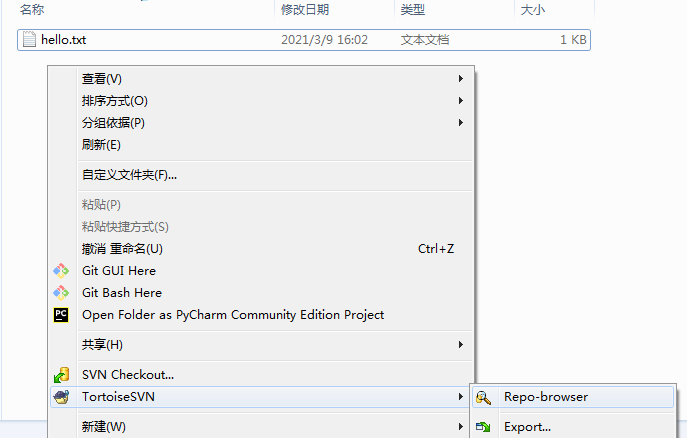 名称 修改日期 类型 大小
hello.txt 2021/3/9 16:02 文本文档 1 KB
查看(V)
排序方式(O)
分组依据(P)
刷新(E)
自定义文件夹(F)...
粘贴(P)
粘贴快捷方式(S)
撤消 重命名(U) Ctrl+Z
Git GUI Here
Git Bash Here
PC Open Folder as PyCharm Community Edition Project
共享(H)
SVN Checkout...
TortoiseSVN Repo-browser
新建(W) Export...